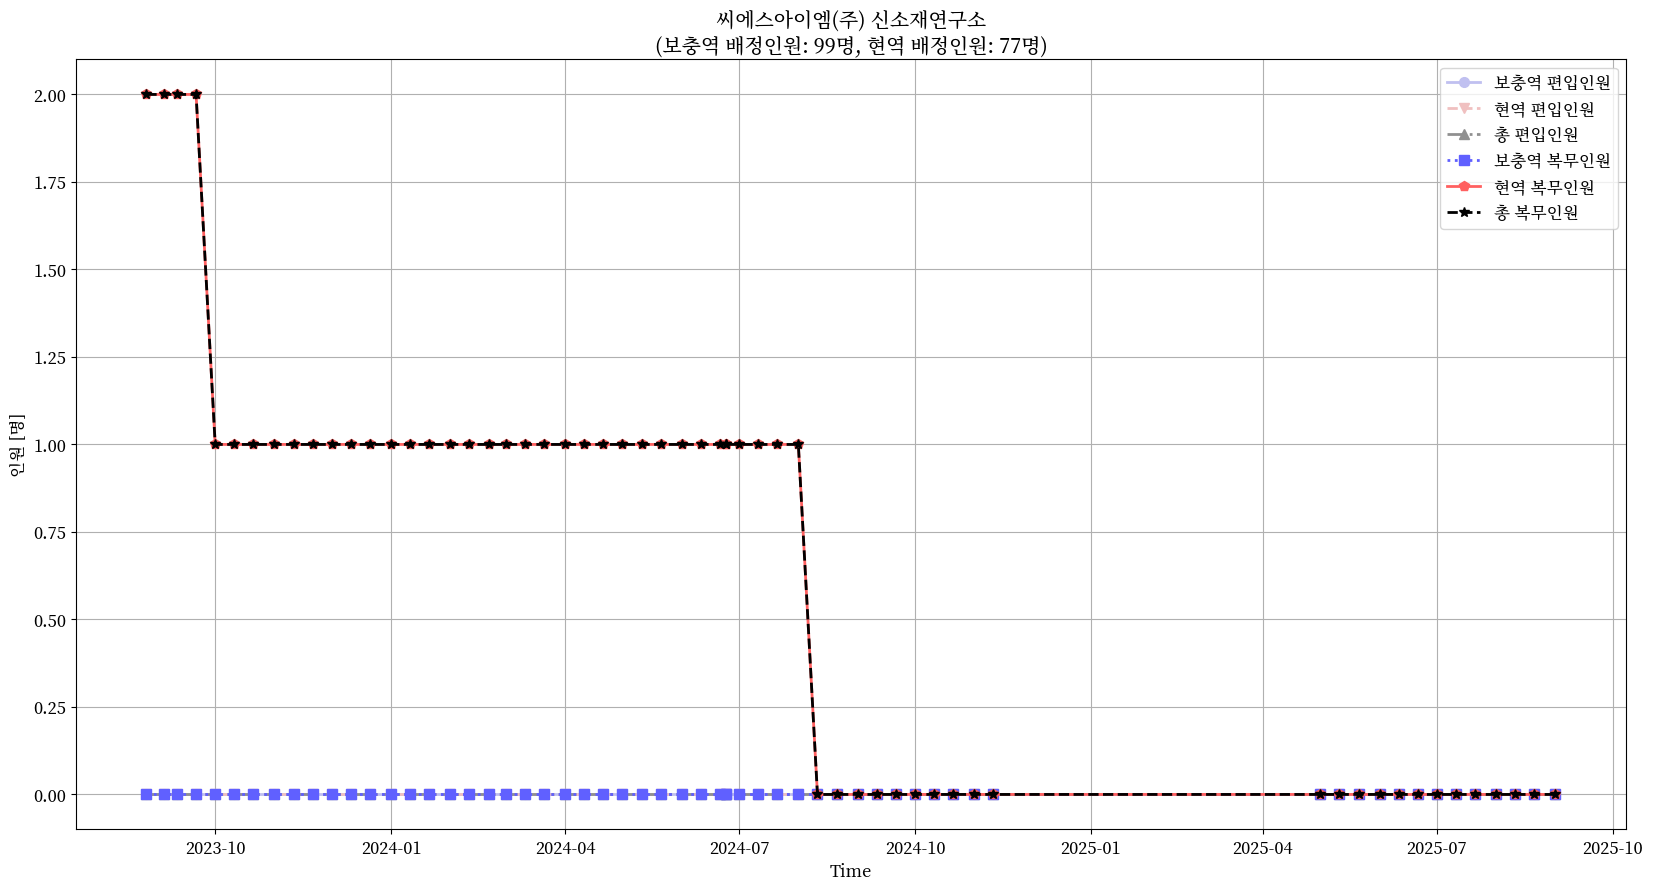 씨에스아이엠(주) 신소재연구소
(보충역 배정인원: 99명, 현역 배정인원: 77명)
보충역 편입인원
현역 편입인원
총 편입인원
보충역 복무인원
현역 복무인원
총 복무인원
인원 [명]
2.00
1.75
1.50
1.25
1.00
0.75
0.50
0.25
0.00
2023-10
2024-01
2024-04
2024-07
2024-10
2025-01
2025-04
2025-07
2025-10
Time